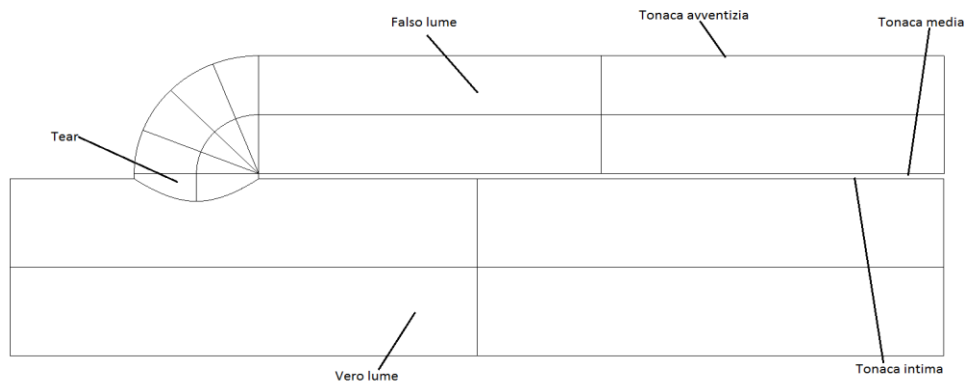 Falso lume
Tonaca avventizia
Tonaca media
Tear
Vero lume
Tonaca intima